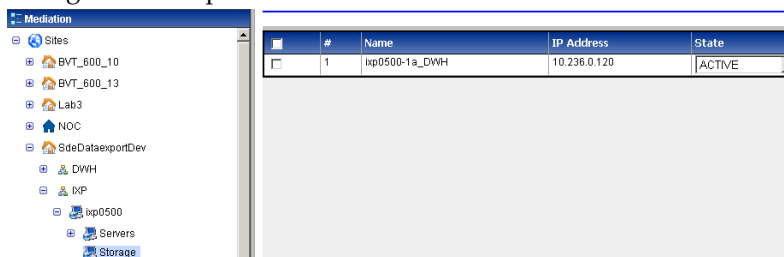 Mediation
Sites
BVT_600_10
BVT_600_13
Lab3
NOC
SdeDataexportDev
DWH
IXP
ixp0500
Servers
Storage
# Name IP Address State
1 ixp0500-1a_DWH 10.236.0.120 ACTIVE